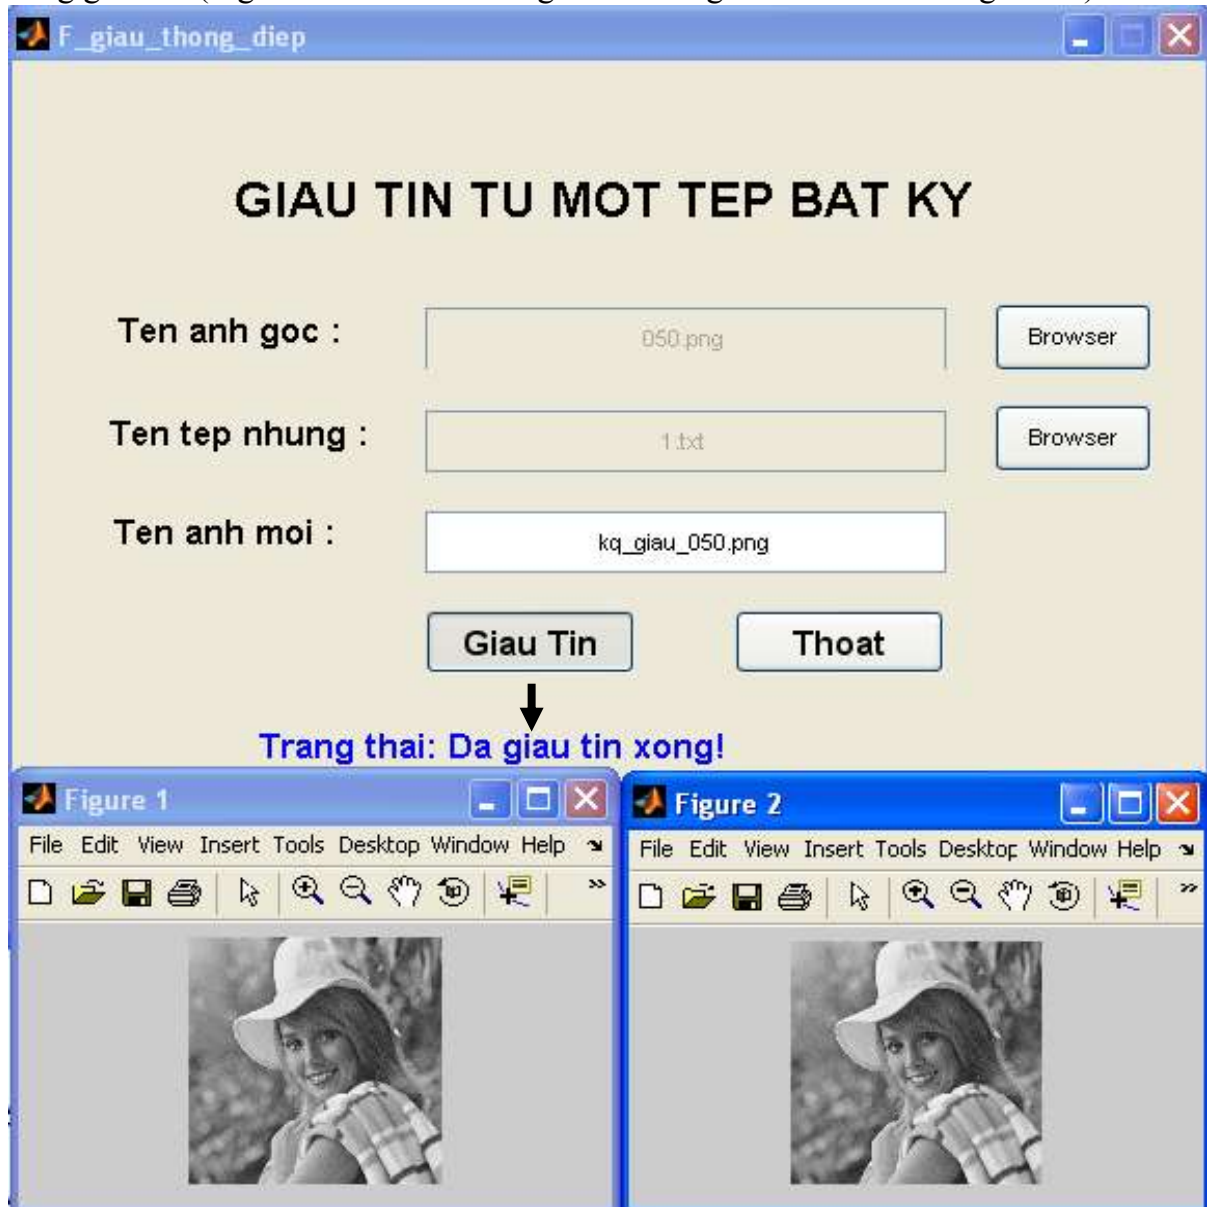 F_giau_thong_diep
GIAU TIN TU MOT TEP BAT KY
Ten anh goc :
050.png
Browser
Ten tep nhung :
1.txt
Browser
Ten anh moi :
kq_giau_050.png
Giau Tin
Thoat
Trang thai: Da giau tin xong!
Figure 1
File Edit View Insert Tools Desktop Window Help
Figure 2
File Edit View Insert Tools Desktop Window Help